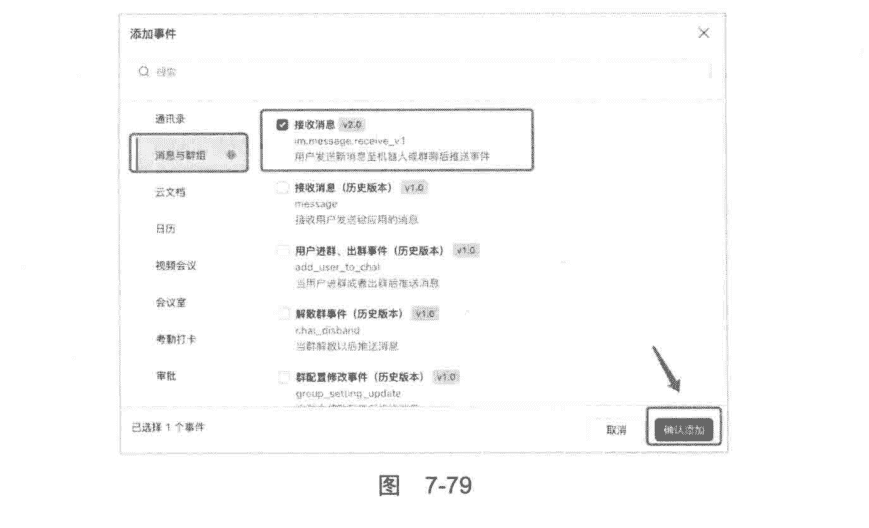 添加事件
搜索
通讯录
消息与群组
云文档
日历
视频会议
会议室
考勤打卡
审批
接收消息 v2.0
im.message.receive_v1
用户发送新消息至机器人或群聊后推送事件
接收消息（历史版本） v1.0
message
接收用户发送给应用的消息
用户进群、出群事件（历史版本） v1.0
add_user_to_chat
当用户进群或者出群后推送消息
解散群事件（历史版本） v1.0
chat_disband
当群解散以后推送消息
群配置修改事件（历史版本） v1.0
group_setting_update
已选择 1 个事件
取消
确认添加
图 7-79